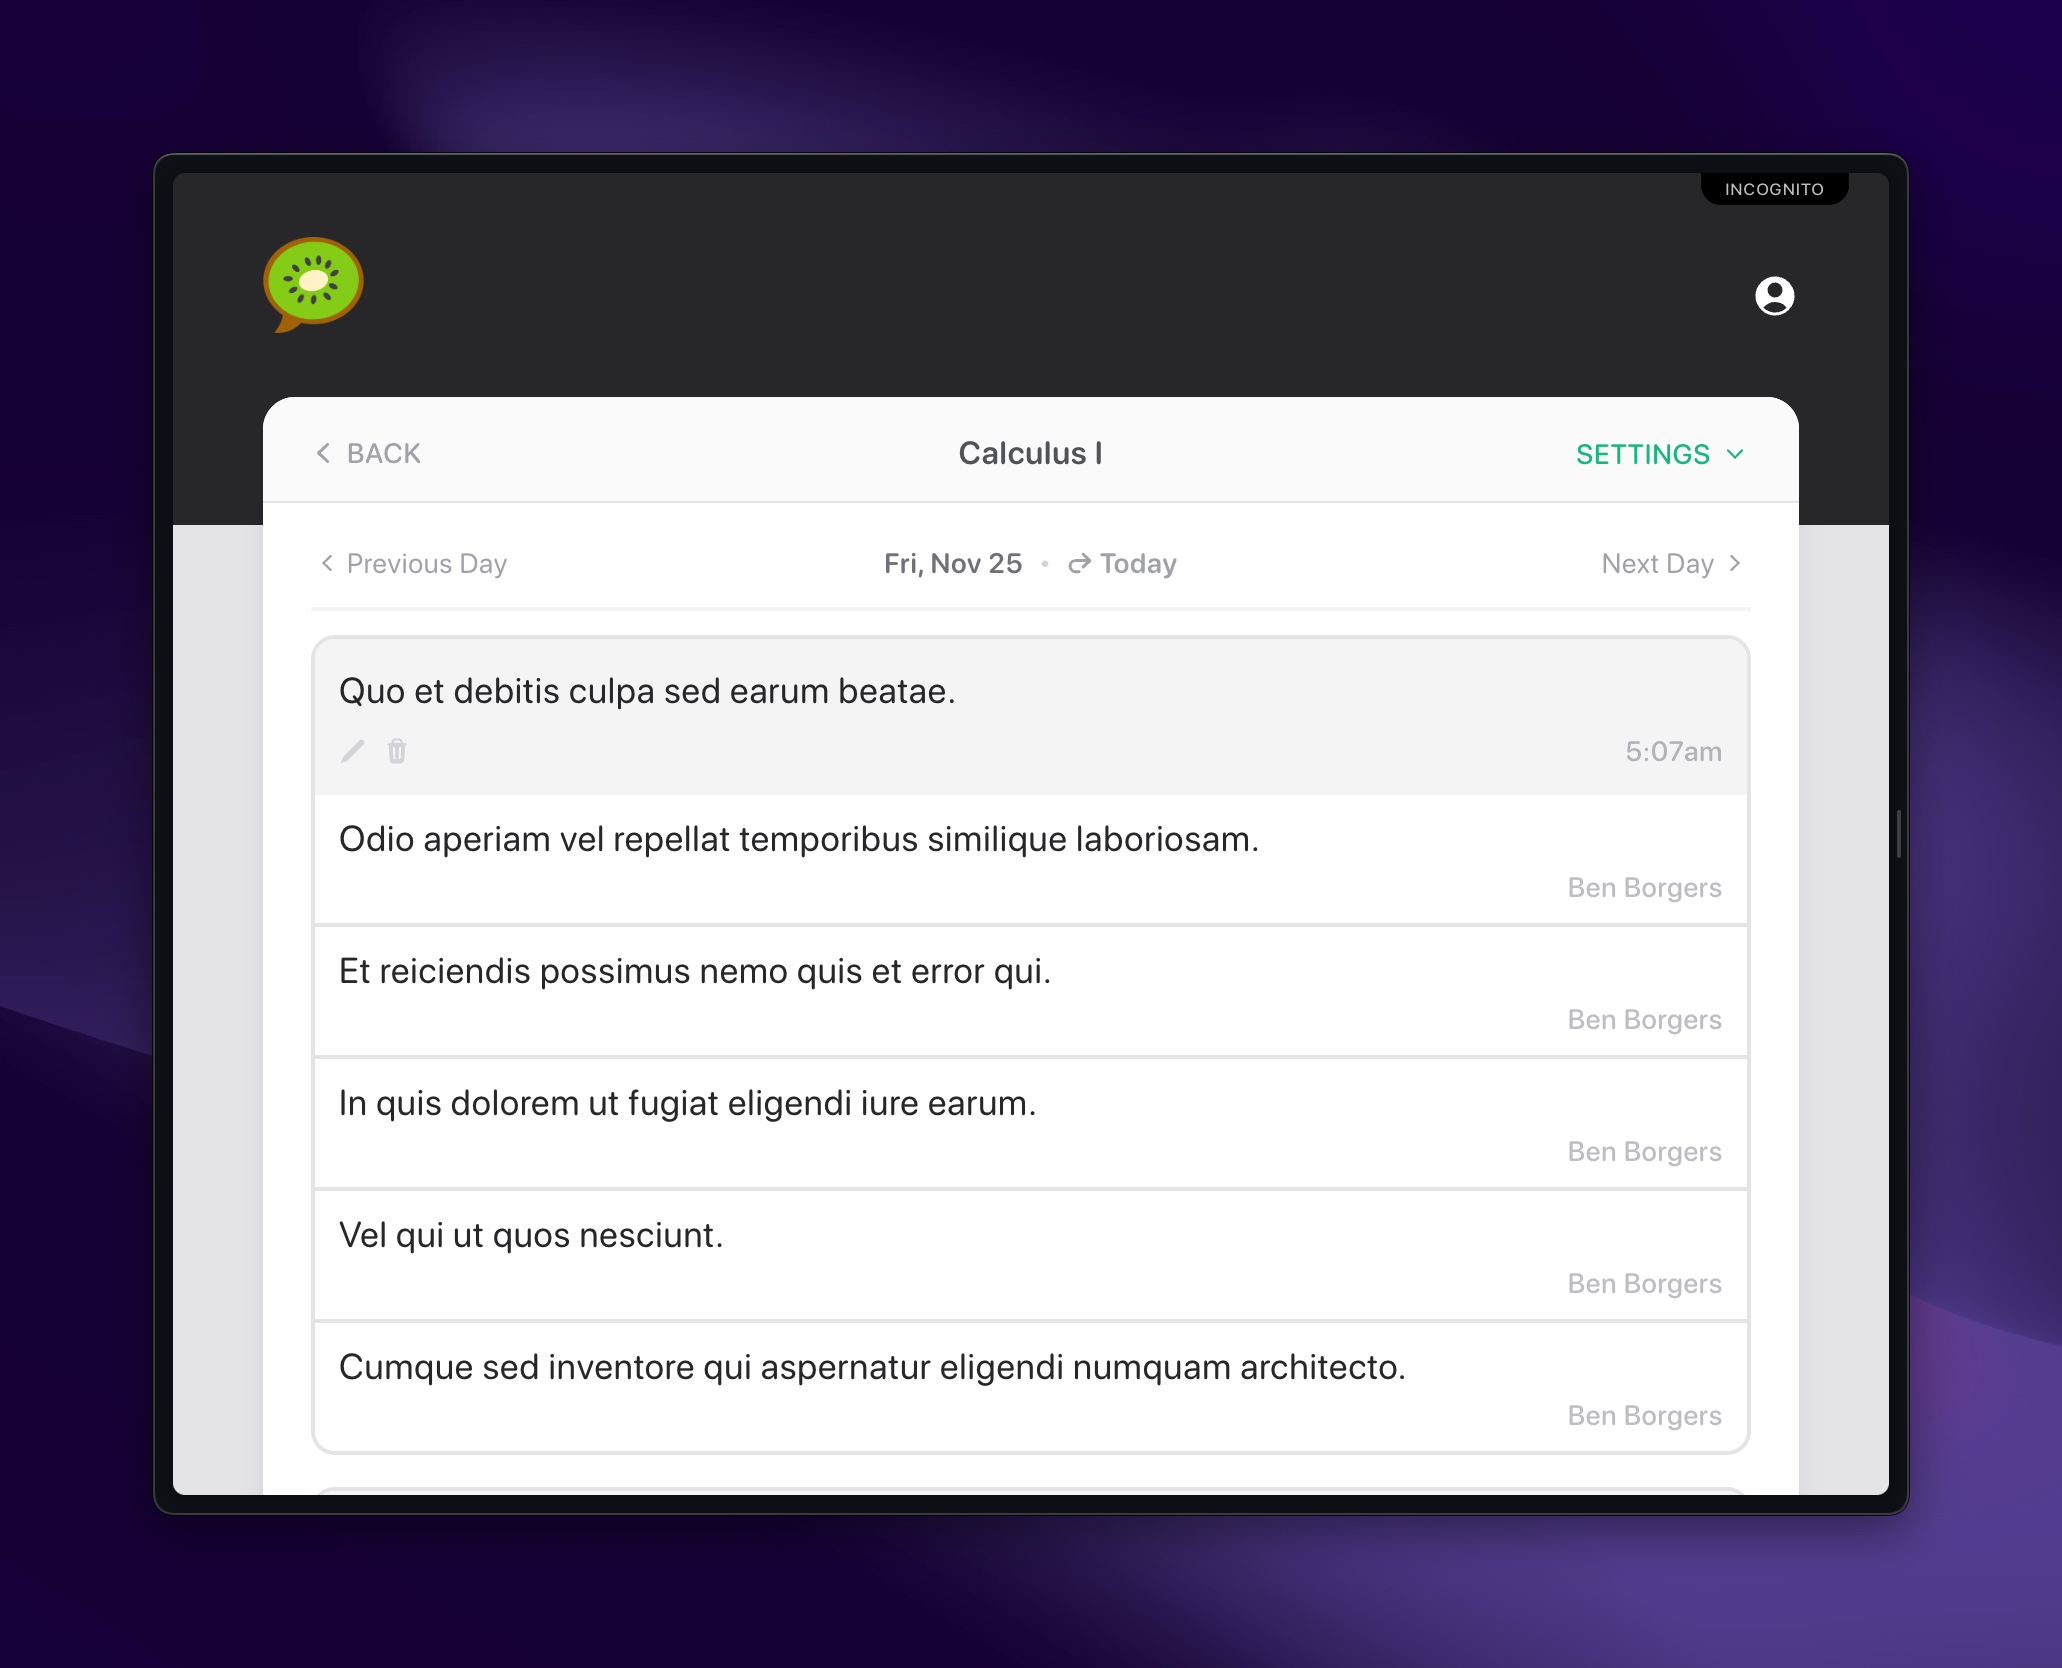 INCOGNITO
BACK
Calculus I
SETTINGS
Previous Day
Fri, Nov 25 • Today
Next Day
Quo et debitis culpa sed earum beatae.
5:07am
Odio aperiam vel repellat temporibus similique laboriosam.
Ben Borgers
Et reiciendis possimus nemo quis et error qui.
Ben Borgers
In quis dolorem ut fugiat eligendi iure earum.
Ben Borgers
Vel qui ut quos nesciunt.
Ben Borgers
Cumque sed inventore qui aspernatur eligendi numquam architecto.
Ben Borgers